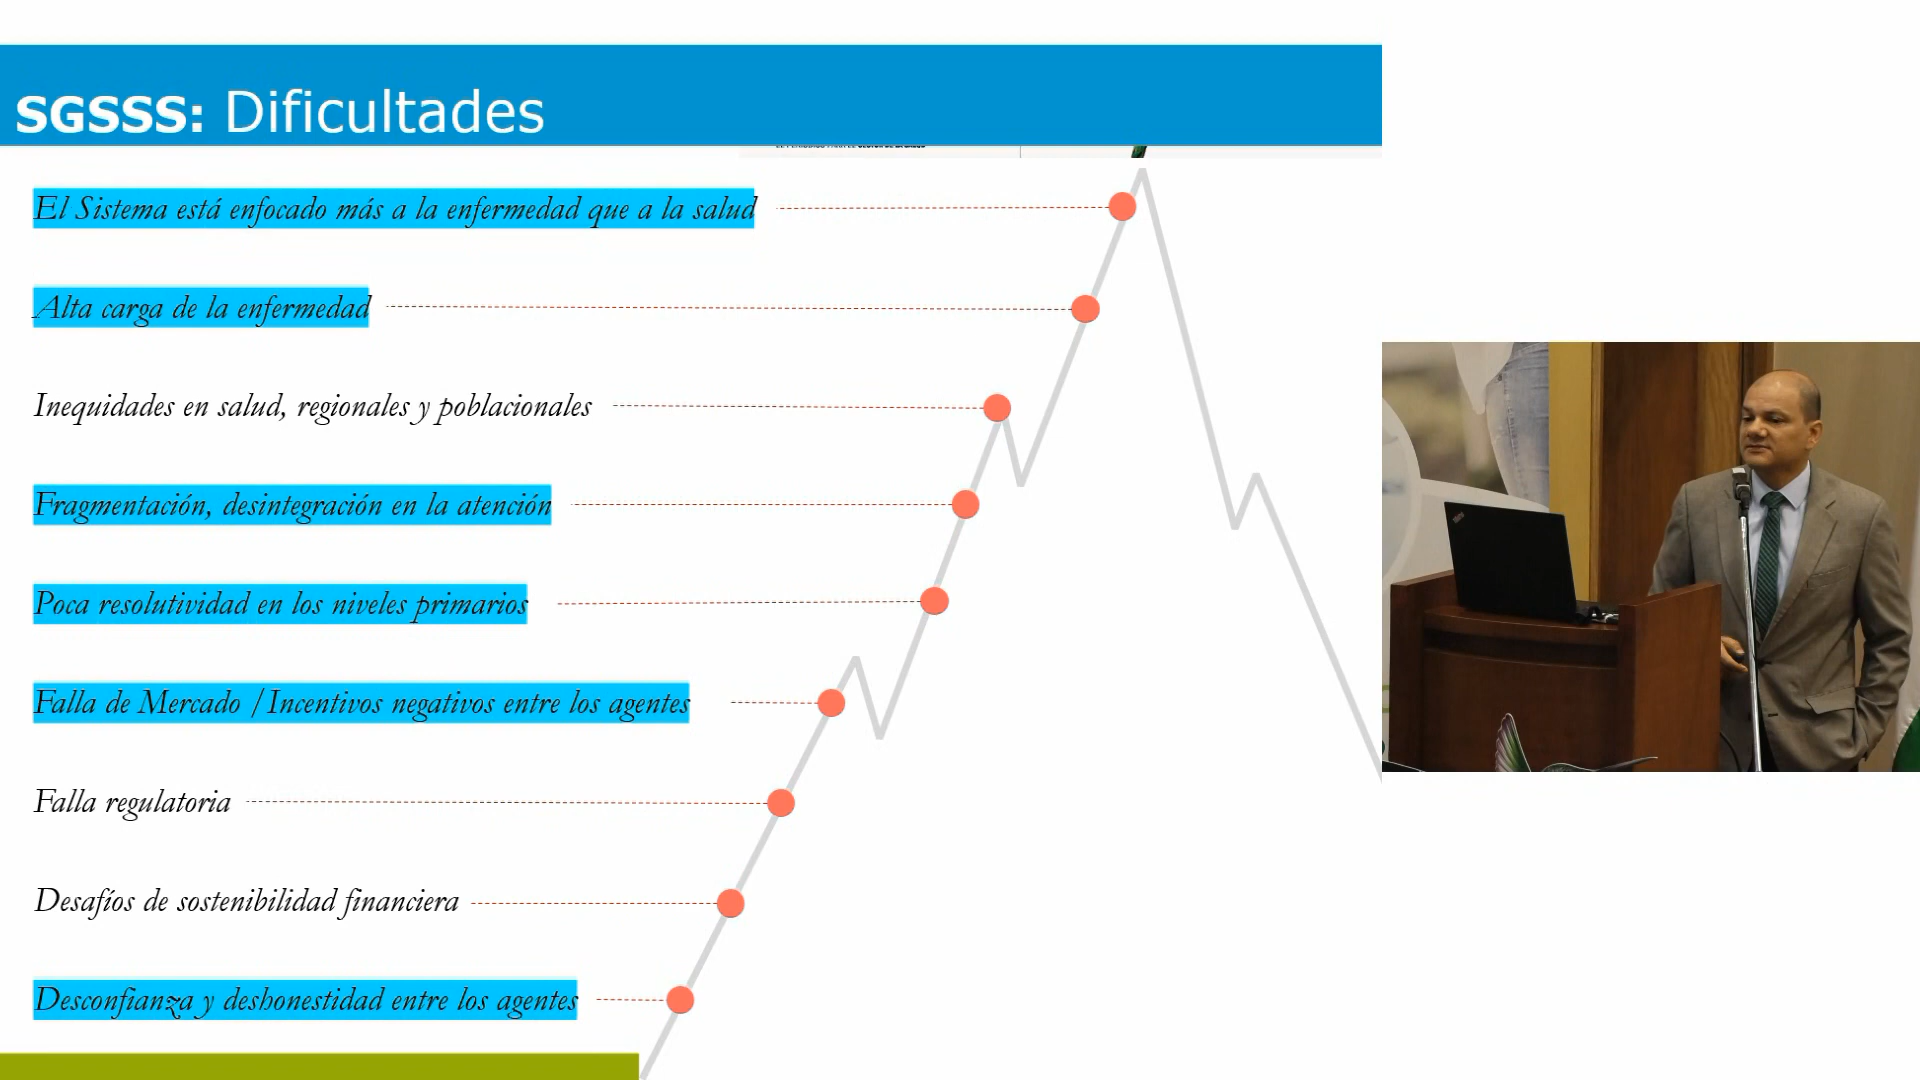 SGSSS: Dificultades
El Sistema está enfocado más a la enfermedad que a la salud
Alta carga de la enfermedad
Inequidades en salud, regionales y poblacionales
Fragmentación, desintegración en la atención
Poca resolutividad en los niveles primarios
Falla de Mercado /Incentivos negativos entre los agentes
Falla regulatoria
Desafíos de sostenibilidad financiera
Desconfianza y deshonestidad entre los agentes